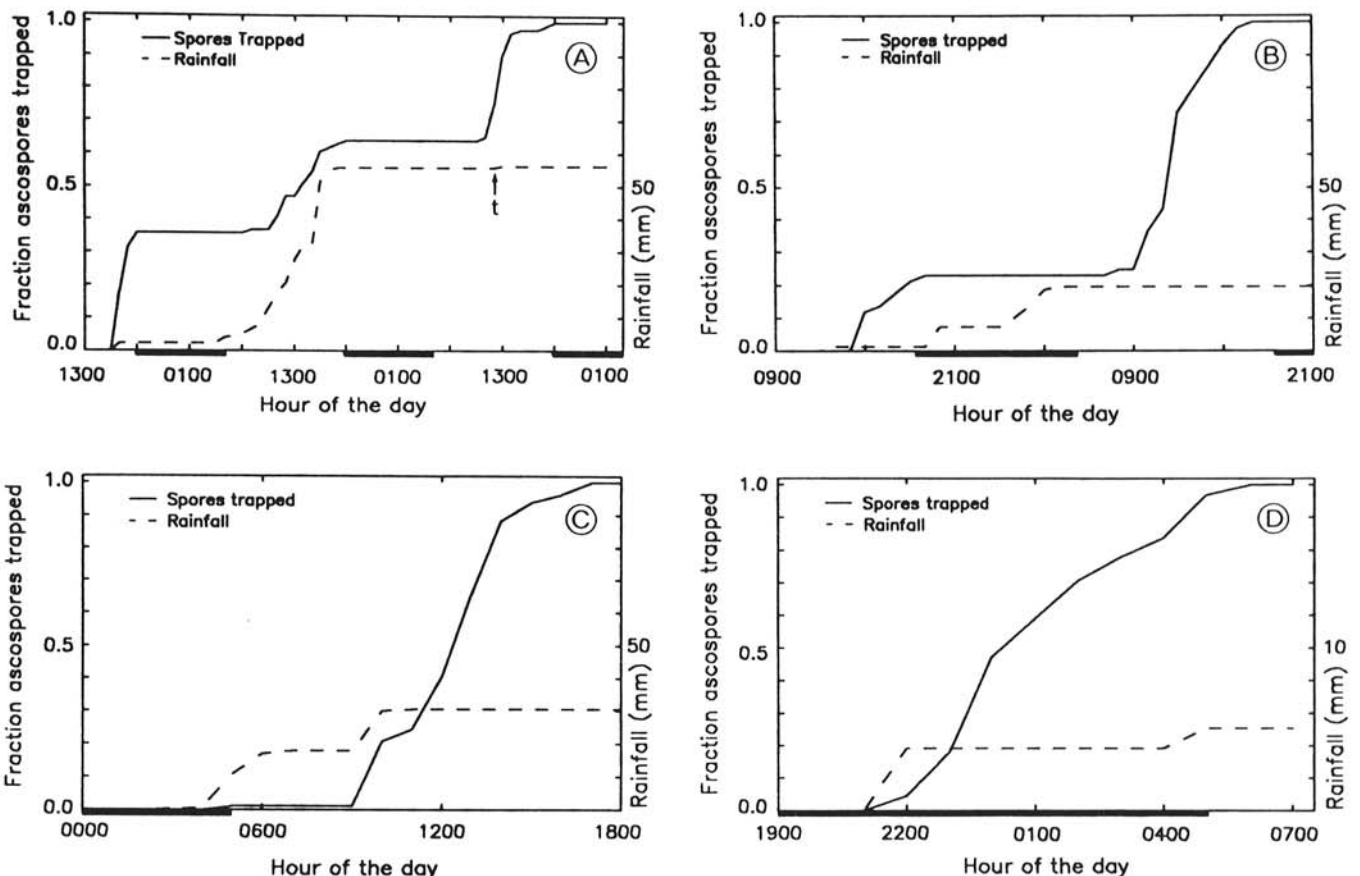 1.0
Spores Trapped
Rainfall
A
Fraction ascospores trapped
0.5
0.0
50
Rainfall (mm)
t
1300 0100 1300 0100 1300 0100
Hour of the day
1.0
Spores trapped
Rainfall
B
Fraction ascospores trapped
0.5
0.0
50
Rainfall (mm)
0900 2100 0900 2100
Hour of the day
1.0
Spores trapped
Rainfall
C
Fraction ascospores trapped
0.5
0.0
50
Rainfall (mm)
0000 0600 1200 1800
Hour of the day
1.0
Spores trapped
Rainfall
D
Fraction ascospores trapped
0.5
0.0
10
Rainfall (mm)
1900 2200 0100 0400 0700
Hour of the day